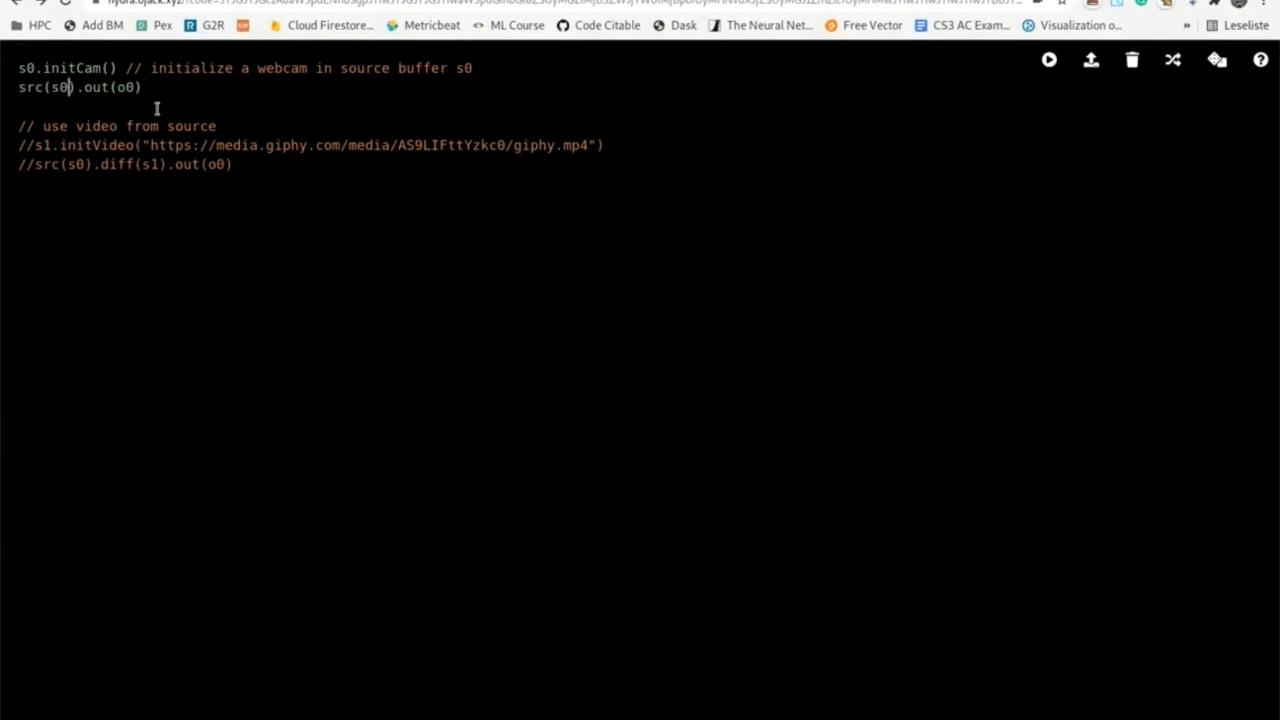 HPC Add BM Pex G2R Cloud Firestore... Metricbeat ML Course Code Citable Dask The Neural Net... Free Vector CS3 AC Exam... Visualization o... » Leseliste
s0.initCam() // initialize a webcam in source buffer s0
src(s0).out(o0)
// use video from source
//s1.initVideo("https://media.giphy.com/media/AS9LIFttYzkc0/giphy.mp4")
//src(s0).diff(s1).out(o0)